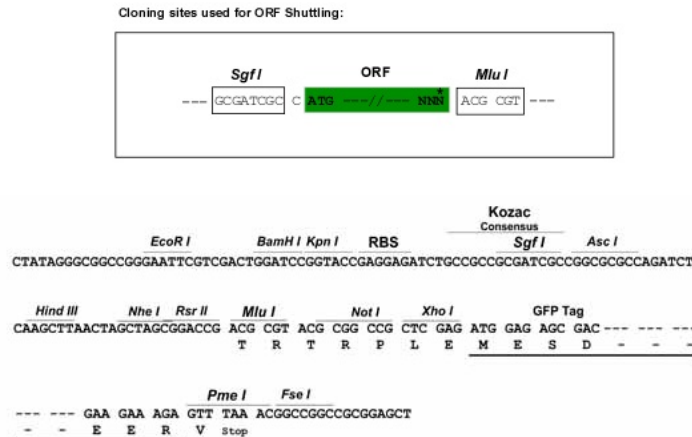 Cloning sites used for ORF Shuttling:
Sgf I ORF Mlu I
--- GCGATCGC C ATG ---//--- NNN* ACG CGT ---
Kozac
Consensus
EcoR I BamH I Kpn I RBS Sgf I Asc I
CTATAGGGCGGCCGGGAATTCGTCGACTGGATCCGGTACCGAGGAGATCTGCCGCCGCGATCGCCGGCGCGCCAGATCT
Hind III Nhe I Rsr II Mlu I Not I Xho I GFP Tag
CAAGCTTAACTAGCTAGCGGACCG ACG CGT ACG CGG CCG CTC GAG ATG GAG AGC GAC --- --- ---
T R T R P L E M E S D - - -
Pme I Fse I
--- --- GAA GAA AGA GTT TAA ACGGCCGGCCGCGGAGCT
- - E E R V Stop